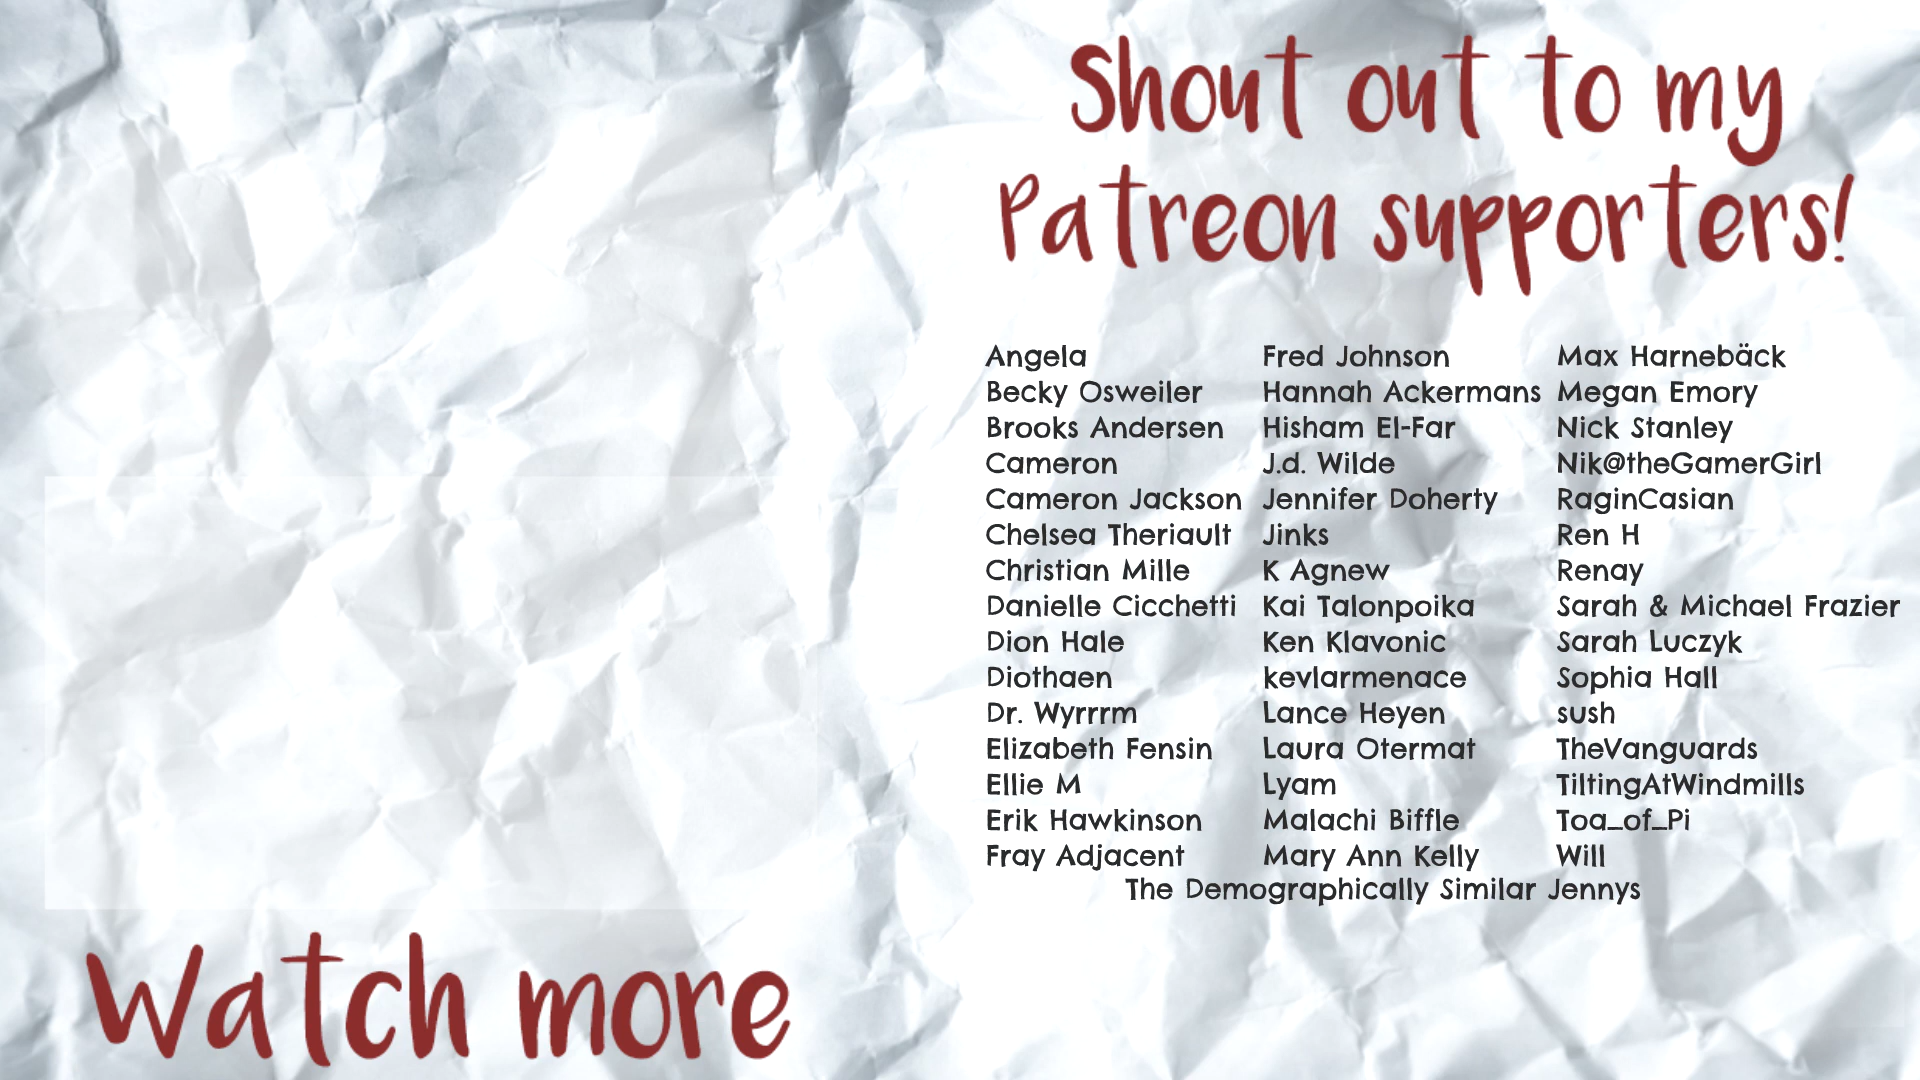 Shout out to my
Patreon supporters!
Angela
Becky Osweiler
Brooks Andersen
Cameron
Cameron Jackson
Chelsea Theriault
Christian Mille
Danielle Cicchetti
Dion Hale
Diothaen
Dr. Wyrrrm
Elizabeth Fensin
Ellie M
Erik Hawkinson
Fray Adjacent
Fred Johnson
Hannah Ackermans
Hisham El-Far
J.d. Wilde
Jennifer Doherty
Jinks
K Agnew
Kai Talonpoika
Ken Klavonic
kevlarmenace
Lance Heyen
Laura Otermat
Lyam
Malachi Biffle
Mary Ann Kelly
Max Harnebäck
Megan Emory
Nick Stanley
Nik@theGamerGirl
RaginCasian
Ren H
Renay
Sarah & Michael Frazier
Sarah Luczyk
Sophia Hall
sush
TheVanguards
TiltingAtWindmills
Toa_of_Pi
Will
The Demographically Similar Jennys
Watch more